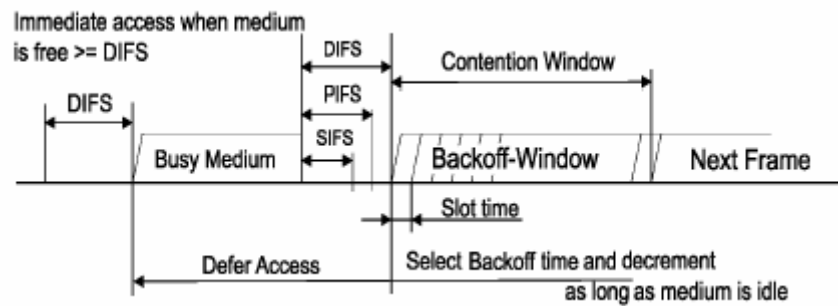 Immediate access when medium
is free >= DIFS
DIFS
DIFS
PIFS
SIFS
Contention Window
Busy Medium
Backoff-Window
Next Frame
Slot time
Defer Access
Select Backoff time and decrement
as long as medium is idle